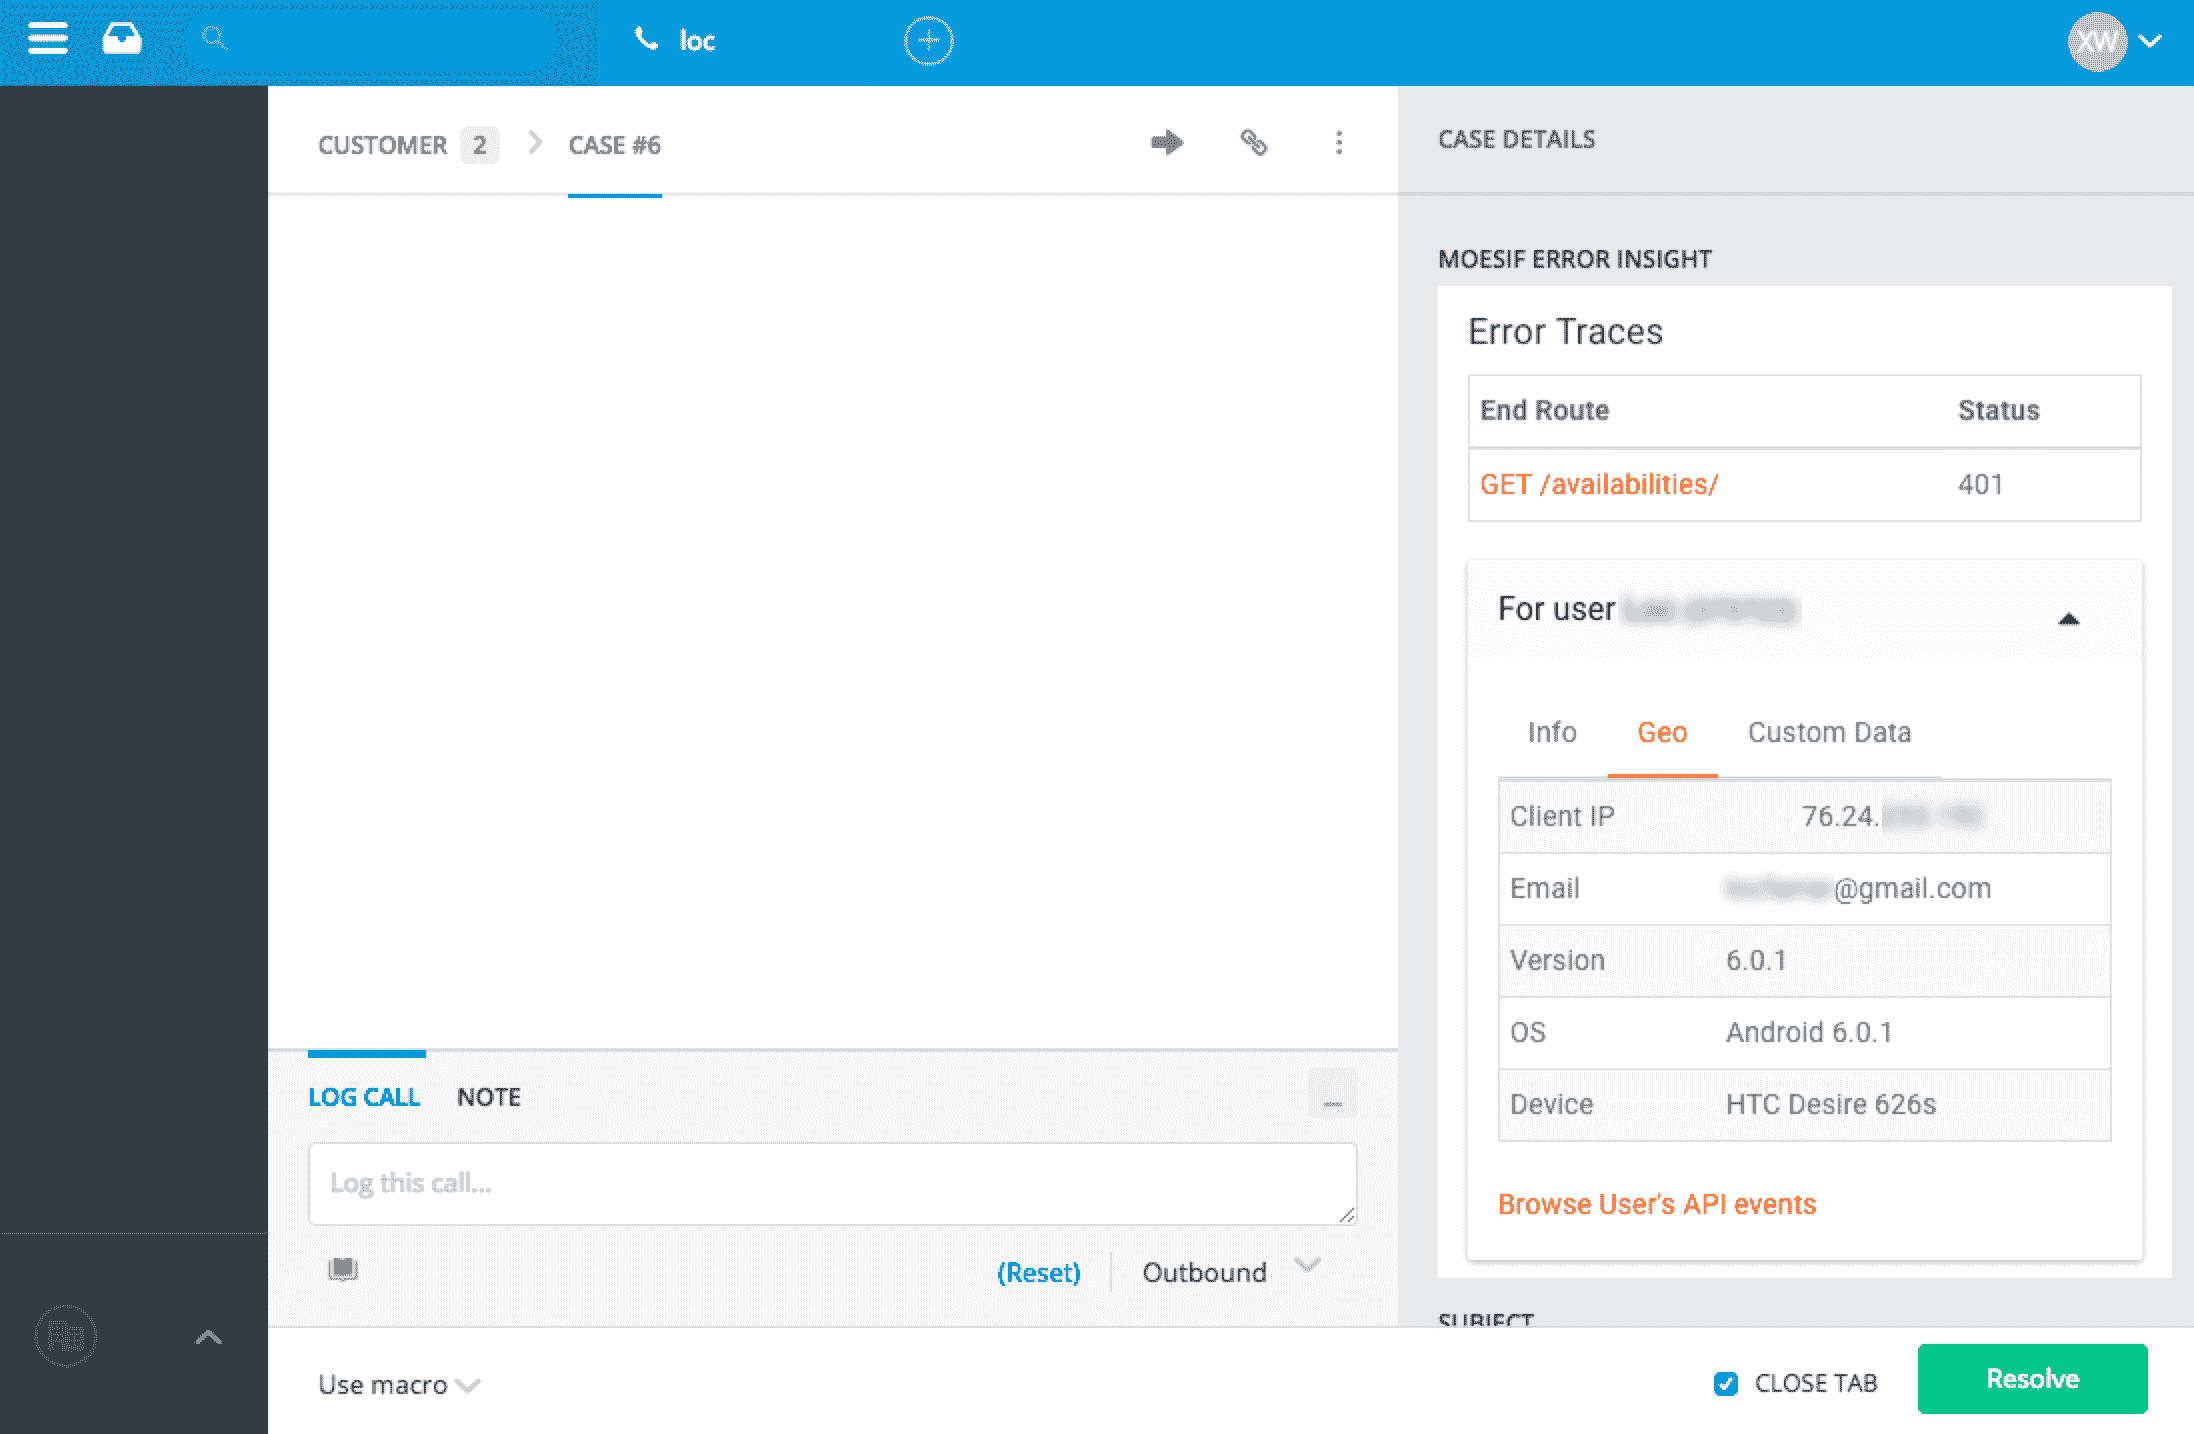 loc
XW
CUSTOMER 2 CASE #6
CASE DETAILS
MOESIF ERROR INSIGHT
Error Traces
End Route Status
GET /availabilities/ 401
For user
Info Geo Custom Data
Client IP 76.24.
Email @gmail.com
Version 6.0.1
OS Android 6.0.1
Device HTC Desire 626s
Browse User's API events
LOG CALL NOTE
Log this call...
(Reset) Outbound
SUBJECT
Use macro
CLOSE TAB
Resolve